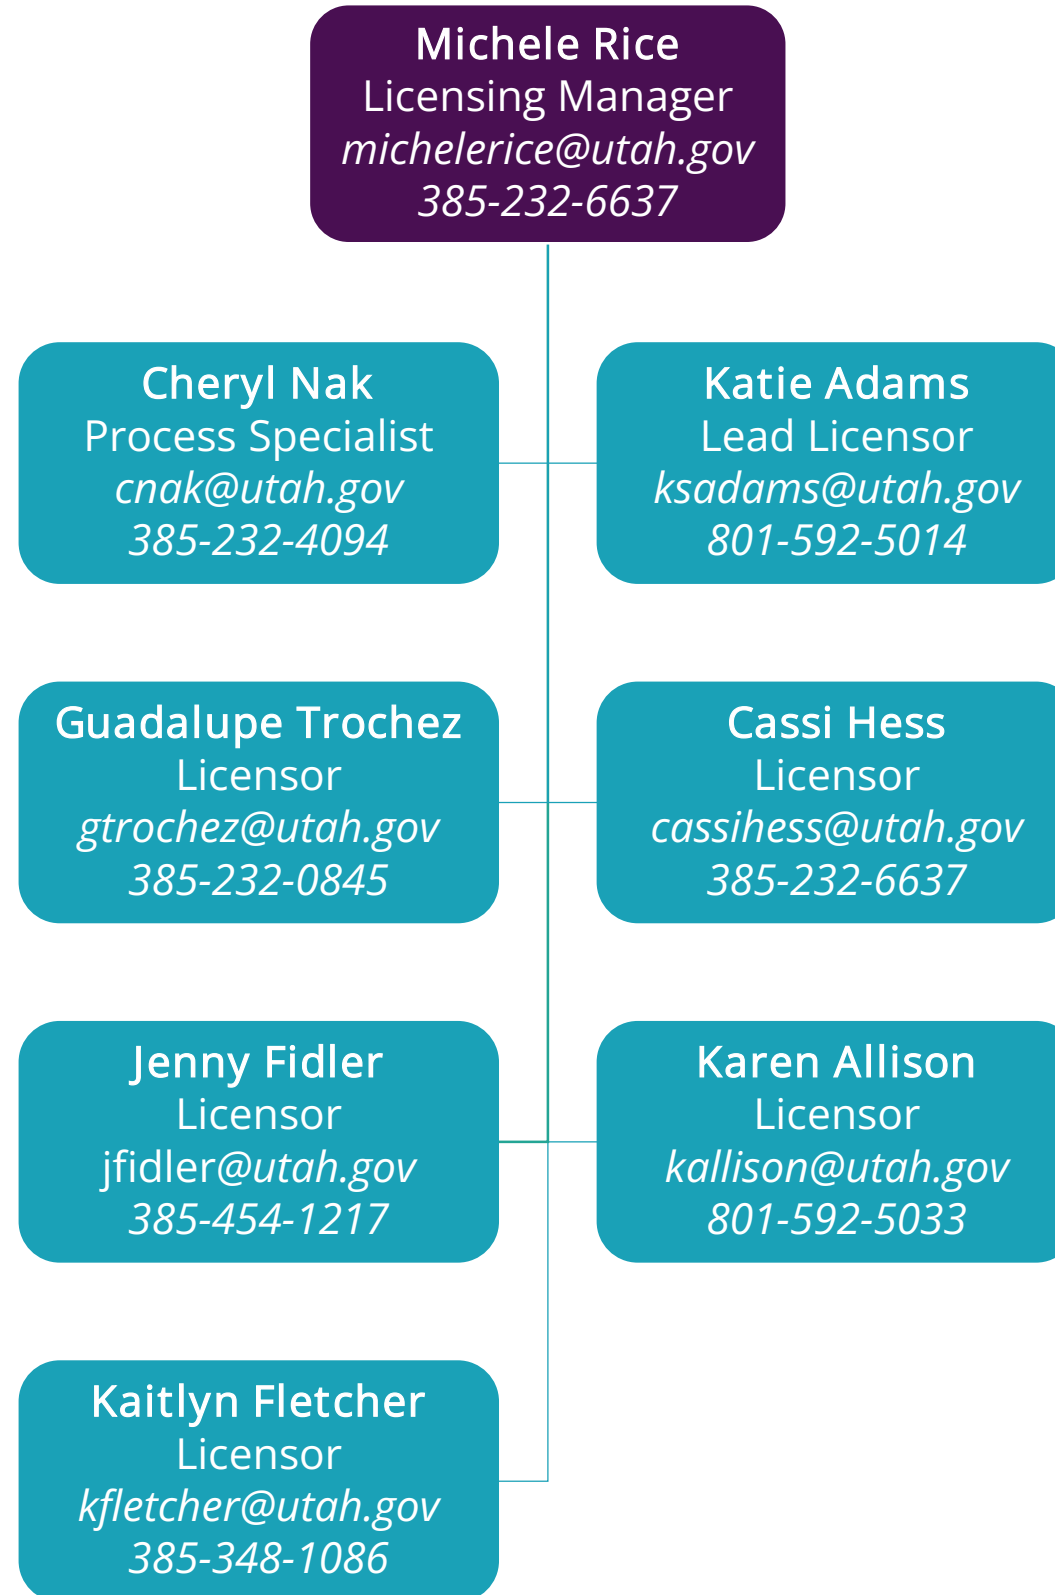 Michele Rice
Licensing Manager
michelerice@utah.gov
385-232-6637
Cheryl Nak
Process Specialist
cnak@utah.gov
385-232-4094
Katie Adams
Lead Licensor
ksadams@utah.gov
801-592-5014
Guadalupe Trochez
Licensor
gtrochez@utah.gov
385-232-0845
Cassi Hess
Licensor
cassihess@utah.gov
385-232-6637
Jenny Fidler
Licensor
jfidler@utah.gov
385-454-1217
Karen Allison
Licensor
kallison@utah.gov
801-592-5033
Kaitlyn Fletcher
Licensor
kfletcher@utah.gov
385-348-1086